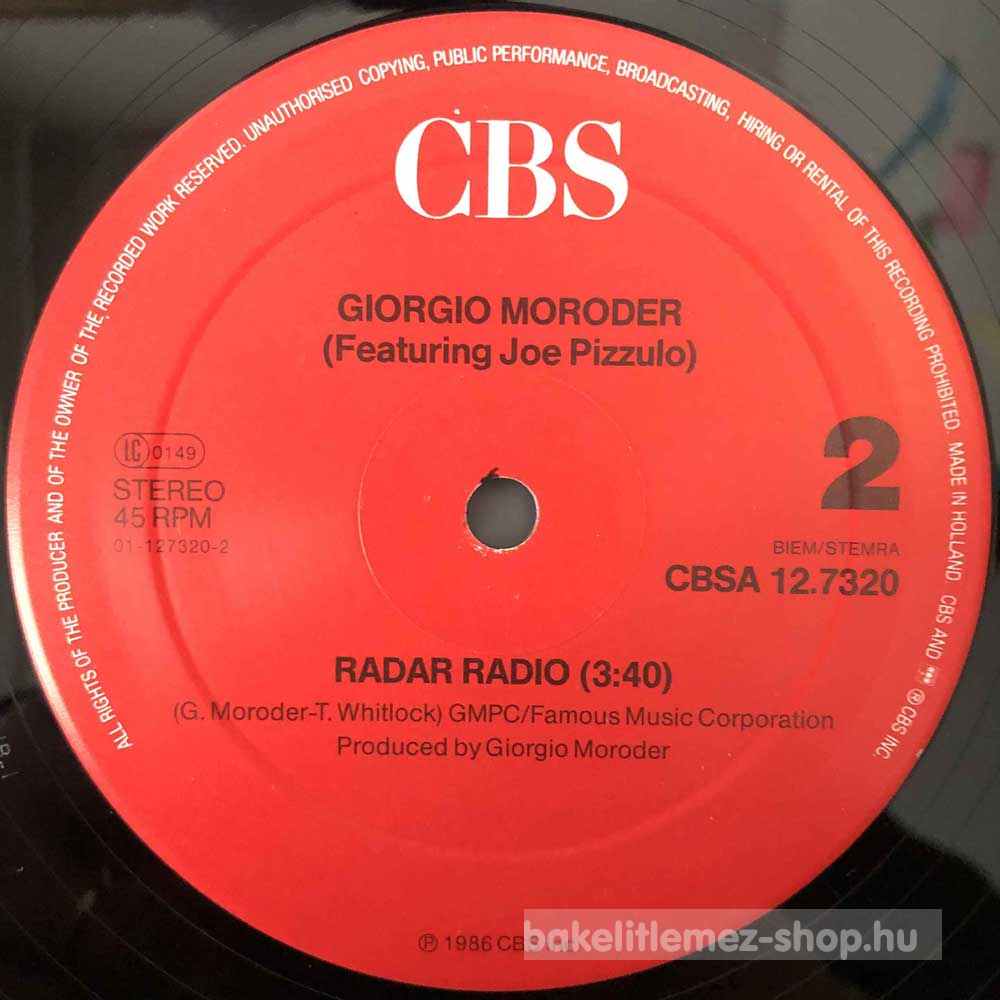 ALL RIGHTS OF THE PRODUCER AND OF THE OWNER OF THE RECORDED WORK RESERVED. UNAUTHORISED COPYING, PUBLIC PERFORMANCE, BROADCASTING, HIRING OR RENTAL OF THIS RECORDING PROHIBITED. MADE IN HOLLAND. CBS AND ℗ CBS INC.
CBS
GIORGIO MORODER
(Featuring Joe Pizzulo)
LC 0149
STEREO
45 RPM
01-127320-2
2
BIEM/STEMRA
CBSA 12.7320
RADAR RADIO (3:40)
(G. Moroder-T. Whitlock) GMPC/Famous Music Corporation
Produced by Giorgio Moroder
℗ 1986 CBS
bakelitlemez-shop.hu